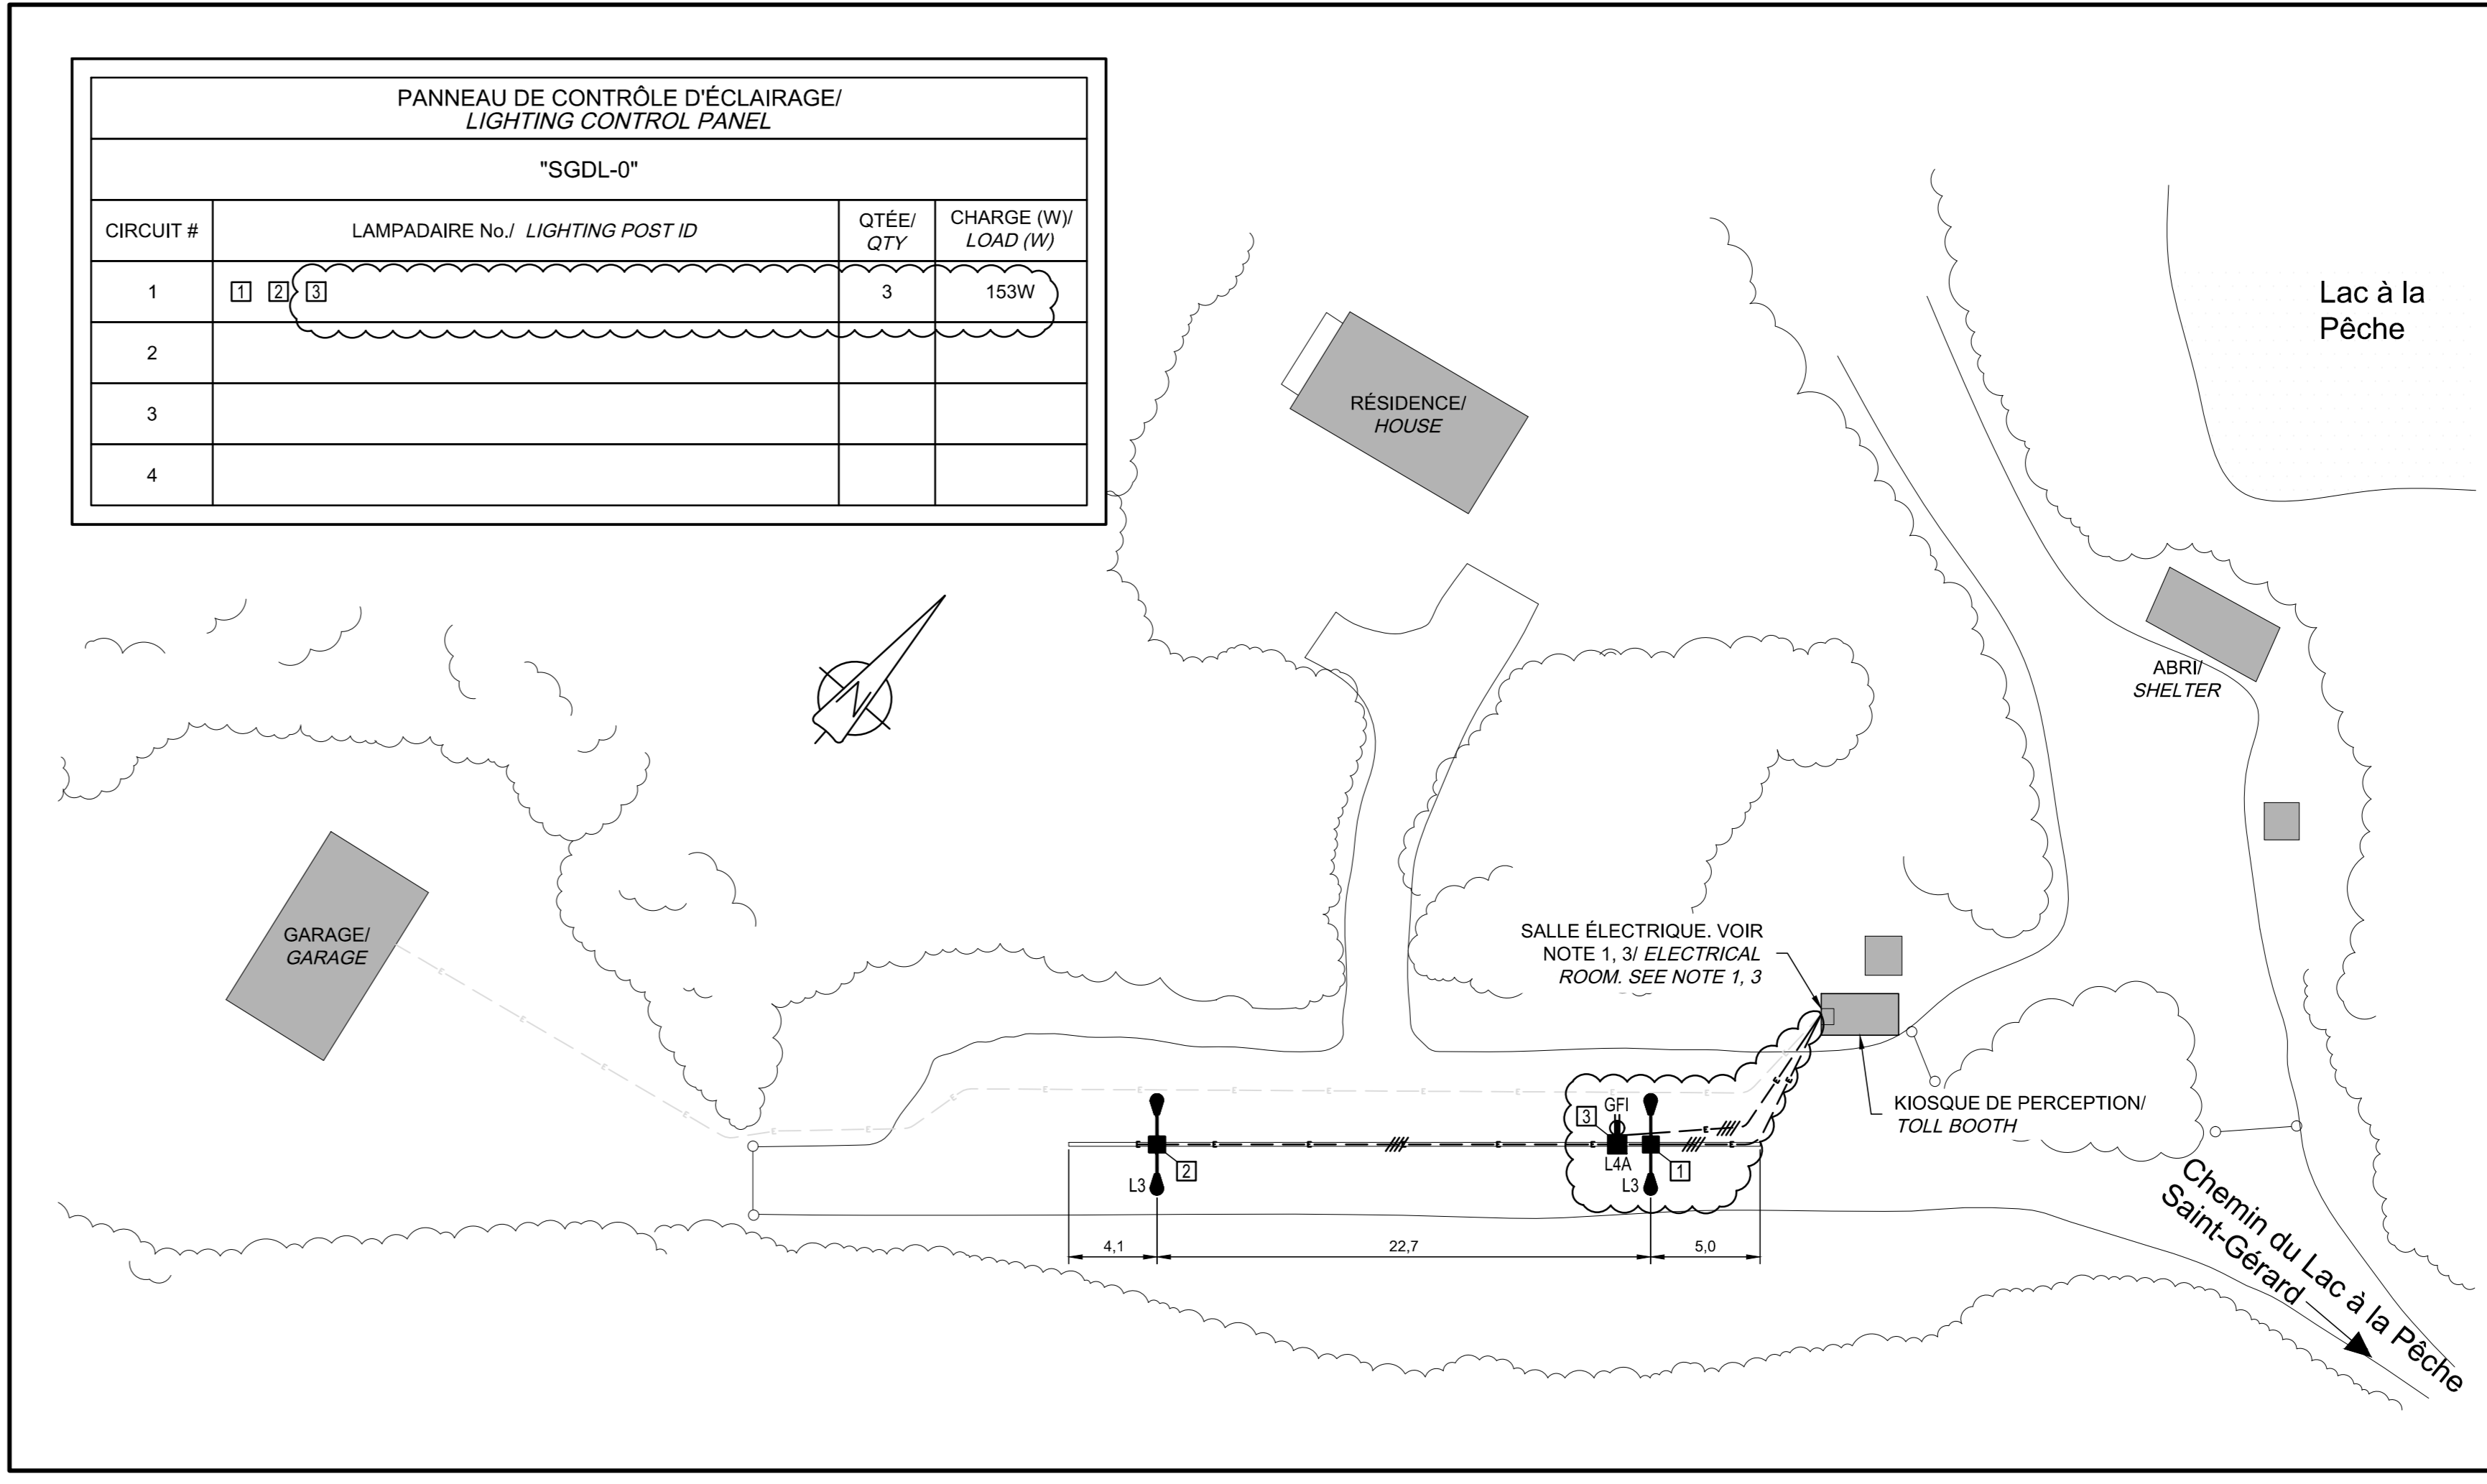 PANNEAU DE CONTRÔLE D'ÉCLAIRAGE/
LIGHTING CONTROL PANEL
"SGDL-0"
CIRCUIT #
LAMPADAIRE No./ LIGHTING POST ID
QTÉE/
QTY
CHARGE (W)/
LOAD (W)
1
1 2 3
3
153W
2
3
4
Lac à la
Pêche
RÉSIDENCE/
HOUSE
ABRI/
SHELTER
N
GARAGE/
GARAGE
SALLE ÉLECTRIQUE. VOIR
NOTE 1, 3/ ELECTRICAL
ROOM. SEE NOTE 1, 3
KIOSQUE DE PERCEPTION/
TOLL BOOTH
3
GFI
L4A
L3
1
L3
2
4,1
22,7
5,0
Chemin du Lac à la Pêche
Saint-Gérard